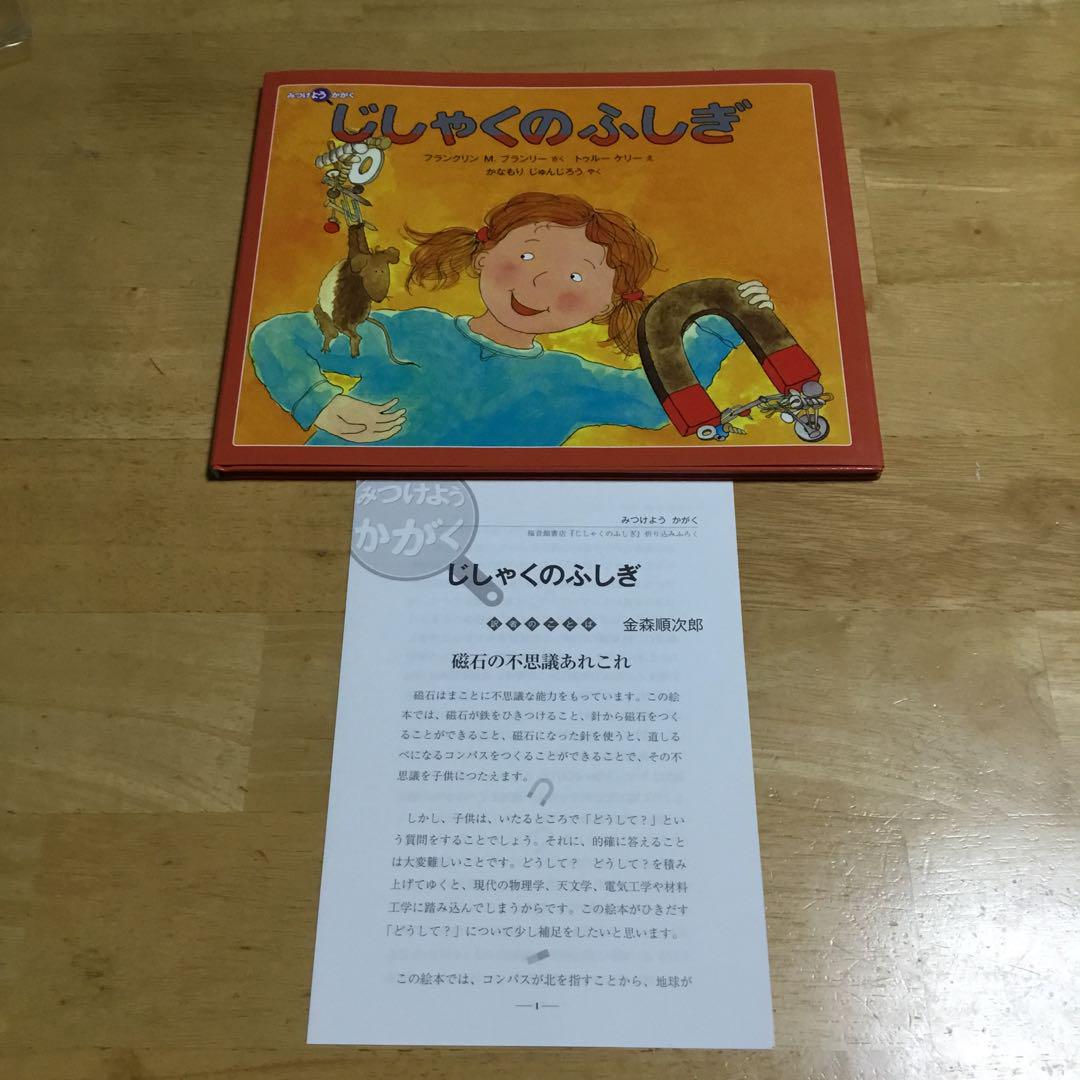 みつけよう かがく
じしゃくのふしぎ
フランクリン M. ブランリー さく トゥルー ケリー え
かなもり じゅんじろう やく
みつけよう
かがく
みつけよう かがく
福音館書店『じしゃくのふしぎ』折り込みふろく
じしゃくのふしぎ
訳者のことば 金森順次郎
磁石の不思議あれこれ
磁石はまことに不思議な能力をもっています。この絵
本では、磁石が鉄をひきつけること、針から磁石をつく
ることができること、磁石になった針を使うと、道しる
べになるコンパスをつくることができることで、その不
思議を子供につたえます。
しかし、子供は、いたるところで「どうして？」とい
う質問をすることでしょう。それに、的確に答えること
は大変難しいことです。どうして？ どうして？を積み
上げてゆくと、現代の物理学、天文学、電気工学や材料
工学に踏み込んでしまうからです。この絵本がひきだす
「どうして？」について少し補足をしたいと思います。
この絵本では、コンパスが北を指すことから、地球が
— 1 —